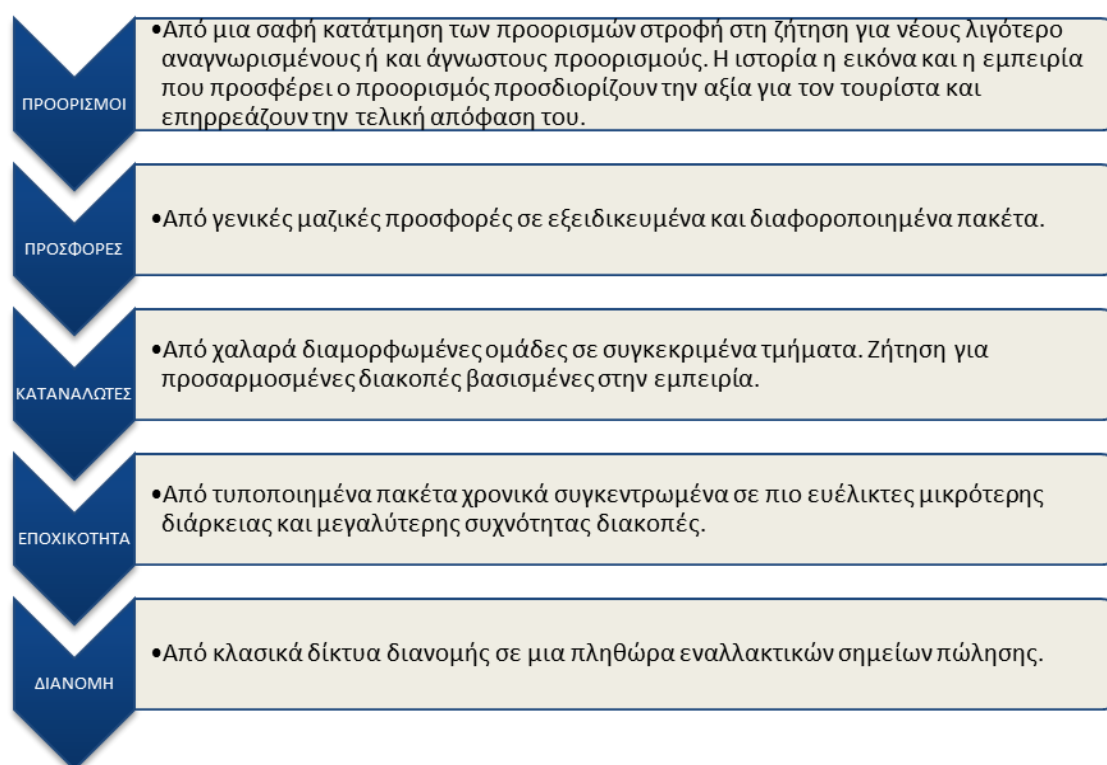 ΠΡΟΟΡΙΣΜΟΙ
•Από μια σαφή κατάτμηση των προορισμών στροφή στη ζήτηση για νέους λιγότερο
αναγνωρισμένους ή και άγνωστους προορισμούς. Η ιστορία η εικόνα και η εμπειρία
που προσφέρει ο προορισμός προσδιορίζουν την αξία για τον τουρίστα και
επηρρεάζουν την τελική απόφαση του.
ΠΡΟΣΦΟΡΕΣ
•Από γενικές μαζικές προσφορές σε εξειδικευμένα και διαφοροποιημένα πακέτα.
ΚΑΤΑΝΑΛΩΤΕΣ
•Από χαλαρά διαμορφωμένες ομάδες σε συγκεκριμένα τμήματα. Ζήτηση για
προσαρμοσμένες διακοπές βασισμένες στην εμπειρία.
ΕΠΟΧΙΚΟΤΗΤΑ
•Από τυποποιημένα πακέτα χρονικά συγκεντρωμένα σε πιο ευέλικτες μικρότερης
διάρκειας και μεγαλύτερης συχνότητας διακοπές.
ΔΙΑΝΟΜΗ
•Από κλασικά δίκτυα διανομής σε μια πληθώρα εναλλακτικών σημείων πώλησης.